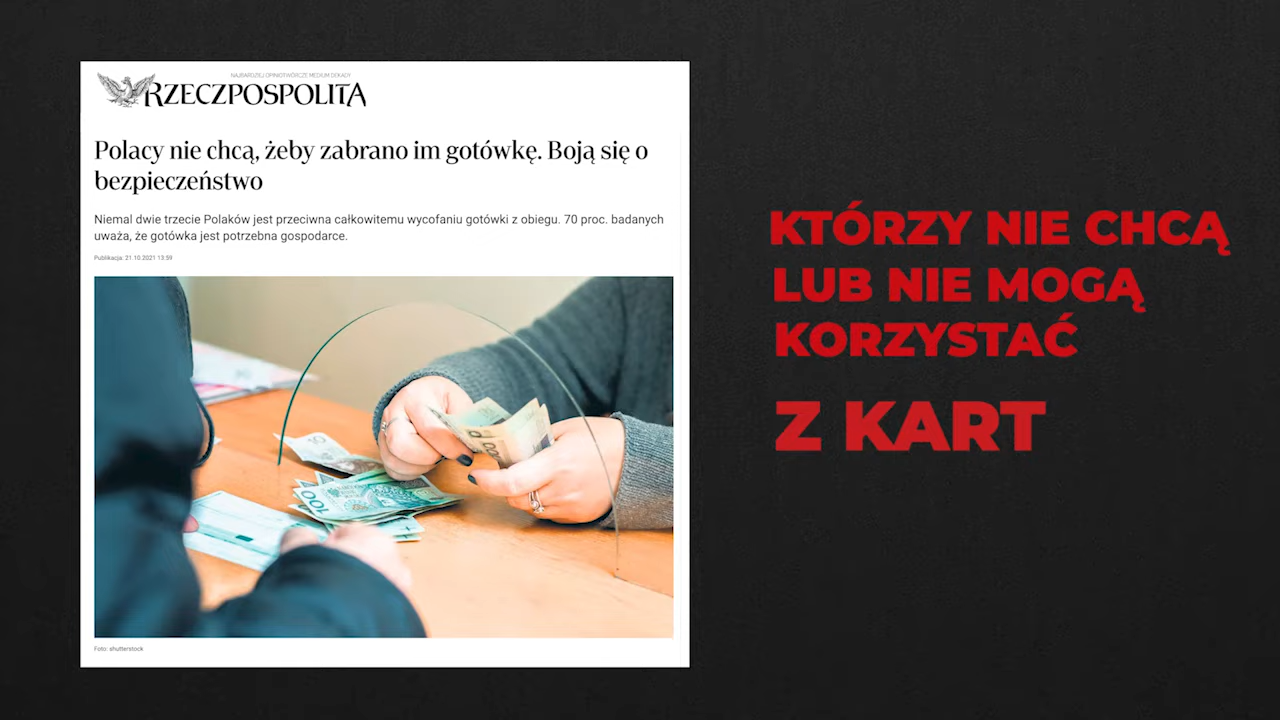 NAJBARDZIEJ OPINIOTWÓRCZE MEDIUM DEKADY
RZECZPOSPOLITA
Polacy nie chcą, żeby zabrano im gotówkę. Boją się o
bezpieczeństwo
Niemal dwie trzecie Polaków jest przeciwna całkowitemu wycofaniu gotówki z obiegu. 70 proc. badanych
uważa, że gotówka jest potrzebna gospodarce.
Publikacja: 21.10.2021 13:59
100
Foto: shutterstock
KTÓRZY NIE CHCĄ
LUB NIE MOGĄ
KORZYSTAĆ
Z KART